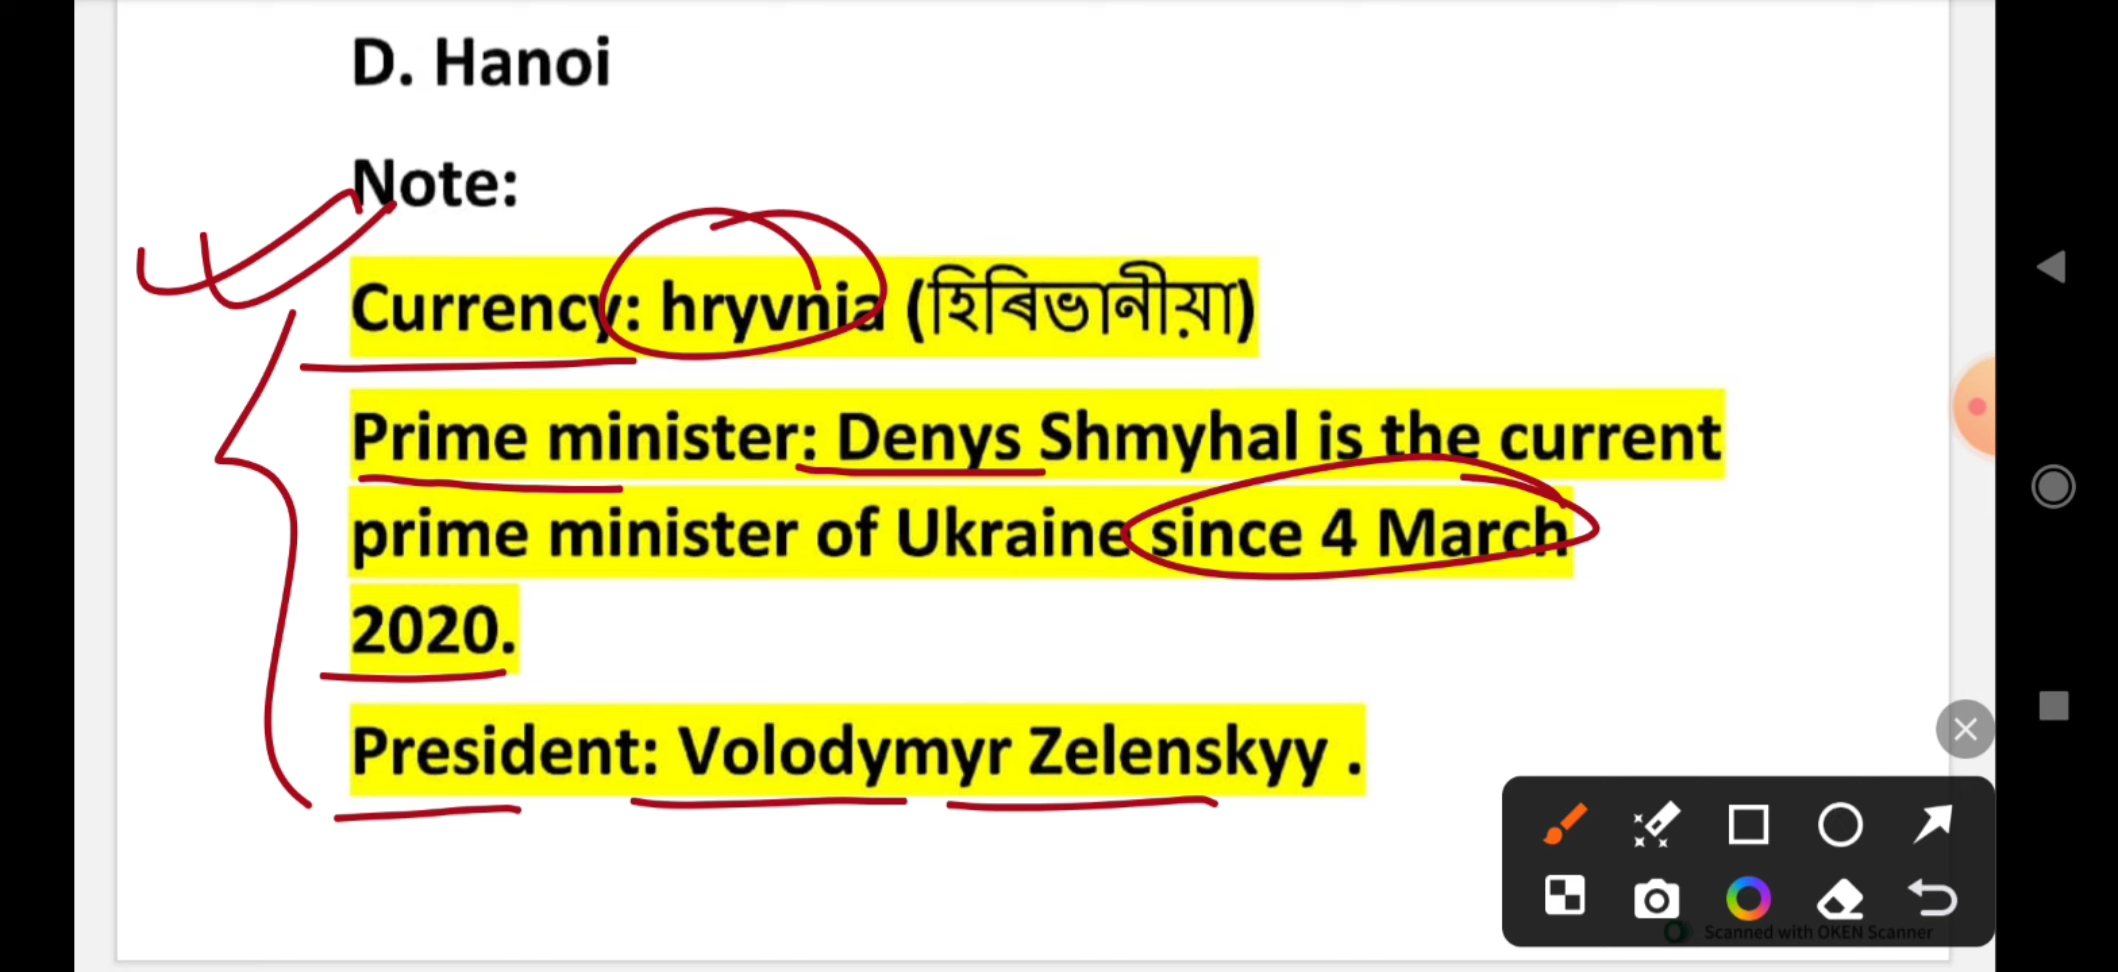 D. Hanoi
Note:
Currency: hryvnia (হিৰিভানীয়া)
Prime minister: Denys Shmyhal is the current
prime minister of Ukraine since 4 March
2020.
President: Volodymyr Zelenskyy .
Scanned with OKEN Scanner